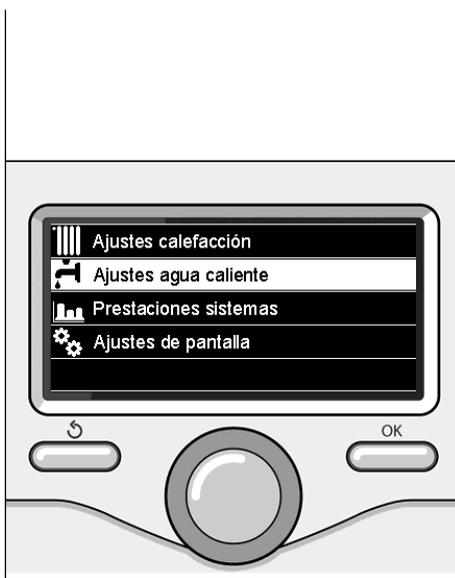 Ajustes calefacción
Ajustes agua caliente
Prestaciones sistemas
Ajustes de pantalla
OK